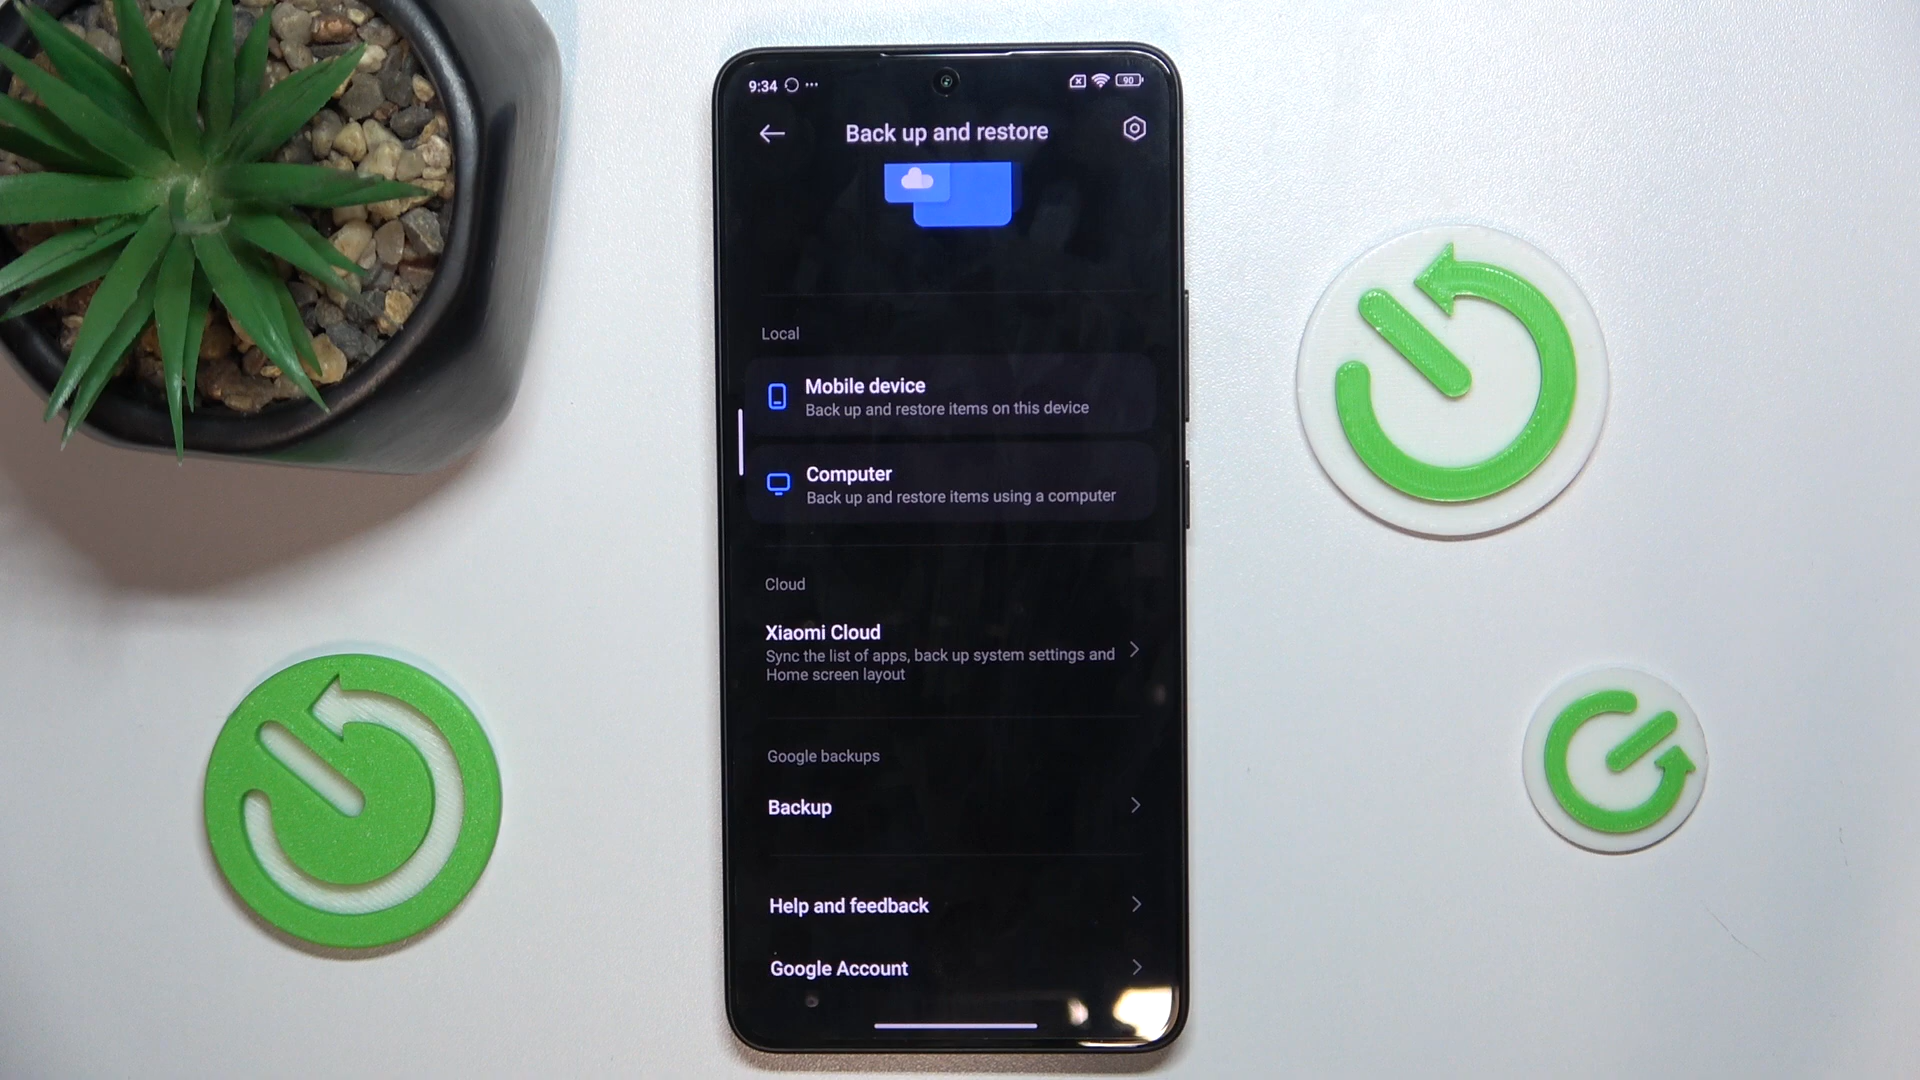 9:34
90
Back up and restore
Local
Mobile device
Back up and restore items on this device
Computer
Back up and restore items using a computer
Cloud
Xiaomi Cloud
Sync the list of apps, back up system settings and
Home screen layout
Google backups
Backup
Help and feedback
Google Account